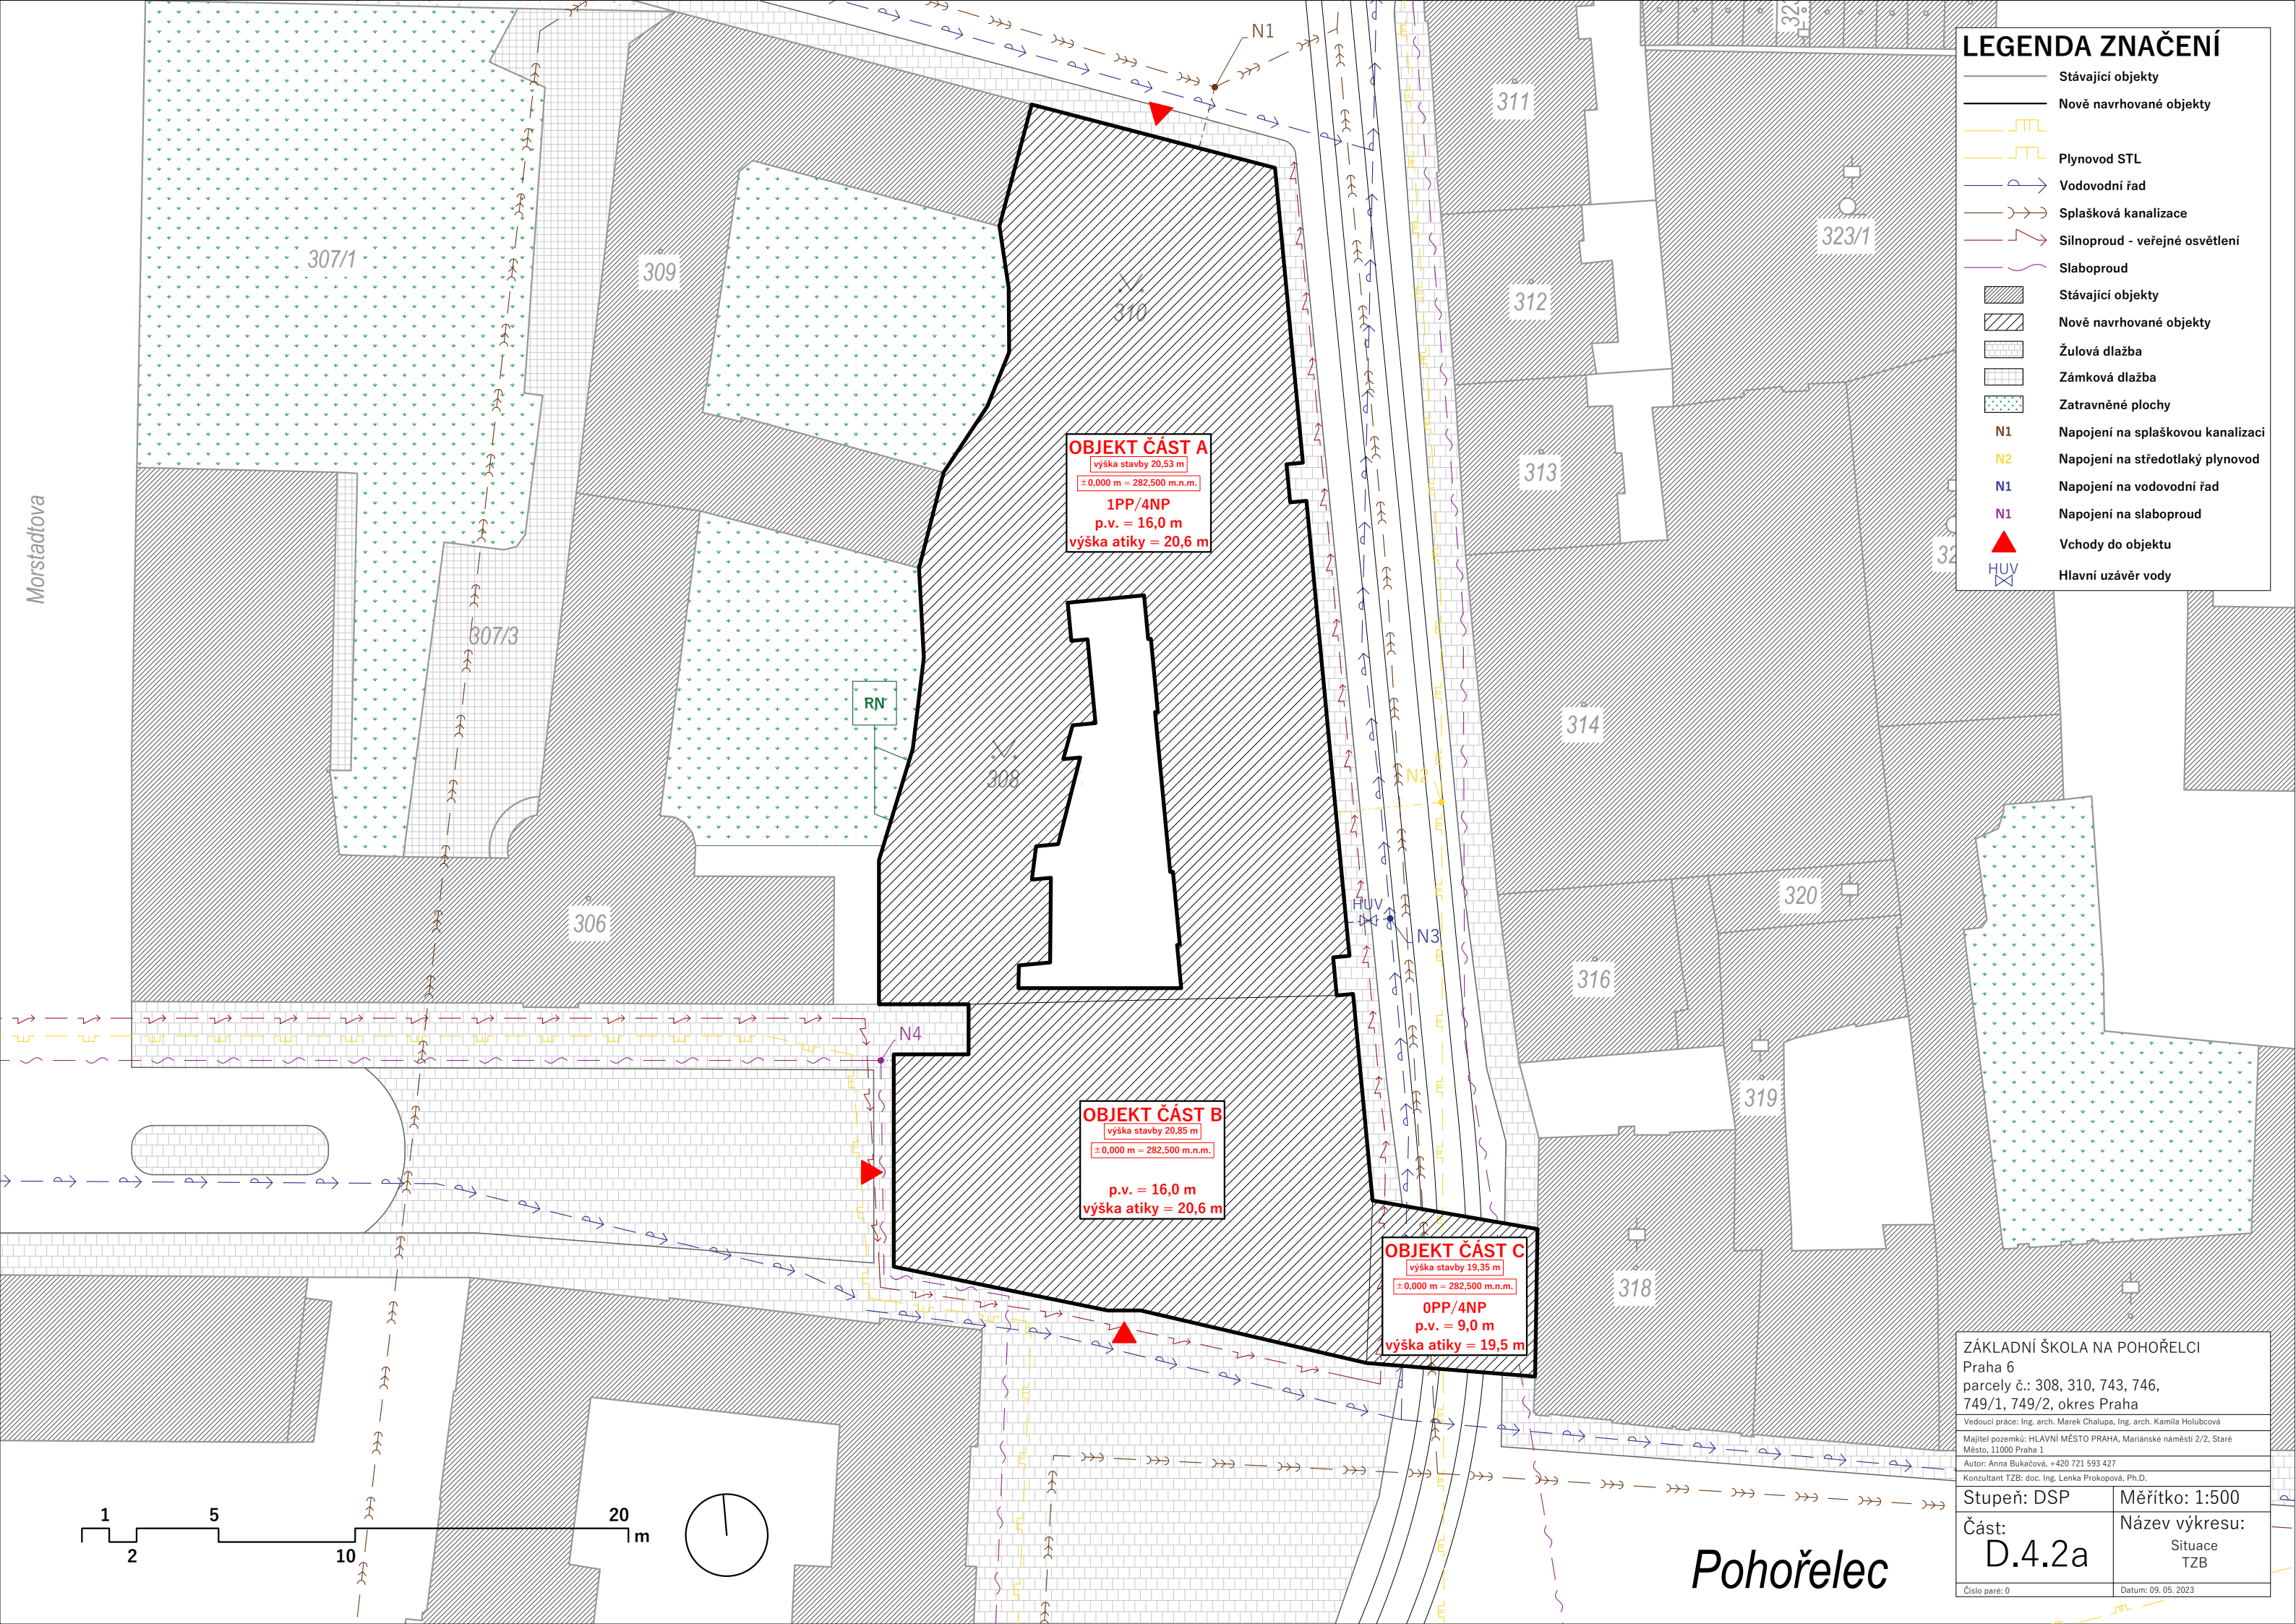 N1
LEGENDA ZNAČENÍ
Stávající objekty
Nově navrhované objekty
Plynovod STL
Vodovodní řad
Splašková kanalizace
Silnoproud - veřejné osvětlení
Slaboproud
Stávající objekty
Nově navrhované objekty
Žulová dlažba
Zámková dlažba
Zatravněné plochy
N1 Napojení na splaškovou kanalizaci
N2 Napojení na středotlaký plynovod
N1 Napojení na vodovodní řad
N1 Napojení na slaboproud
Vchody do objektu
HUV Hlavní uzávěr vody
311
307/1
309
310
312
323/1
313
Morstadtova
OBJEKT ČÁST A
výška stavby 20,53 m
±0,000 m = 282,500 m.n.m.
1PP/4NP
p.v. = 16,0 m
výška atiky = 20,6 m
307/3
RN
308
314
N2
320
306
HUV
N3
316
N4
319
OBJEKT ČÁST B
výška stavby 20,85 m
±0,000 m = 282,500 m.n.m.
p.v. = 16,0 m
výška atiky = 20,6 m
OBJEKT ČÁST C
výška stavby 19,35 m
±0,000 m = 282,500 m.n.m.
0PP/4NP
p.v. = 9,0 m
výška atiky = 19,5 m
318
1 5 20
m
2 10
Pohořelec
ZÁKLADNÍ ŠKOLA NA POHOŘELCI
Praha 6
parcely č.: 308, 310, 743, 746,
749/1, 749/2, okres Praha
Vedoucí práce: Ing. arch. Marek Chalupa, Ing. arch. Kamila Holubcová
Majitel pozemků: HLAVNÍ MĚSTO PRAHA, Mariánské náměstí 2/2, Staré
Město, 11000 Praha 1
Autor: Anna Bukačová, +420 721 593 427
Konzultant TZB: doc. Ing. Lenka Prokopová, Ph.D.
Stupeň: DSP
Měřítko: 1:500
Část:
D.4.2a
Název výkresu:
Situace
TZB
Číslo paré: 0
Datum: 09. 05. 2023